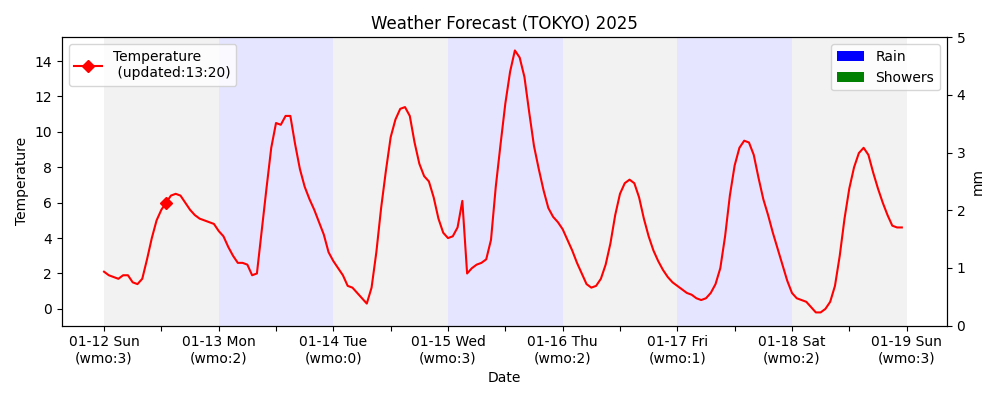 Weather Forecast (TOKYO) 2025
Temperature
(updated:13:20)
Rain
Showers
Temperature
14
12
10
8
6
4
2
0
5
4
3
2
1
0
mm
01-12 Sun
(wmo:3)
01-13 Mon
(wmo:2)
01-14 Tue
(wmo:0)
01-15 Wed
(wmo:3)
01-16 Thu
(wmo:2)
01-17 Fri
(wmo:1)
01-18 Sat
(wmo:2)
01-19 Sun
(wmo:3)
Date